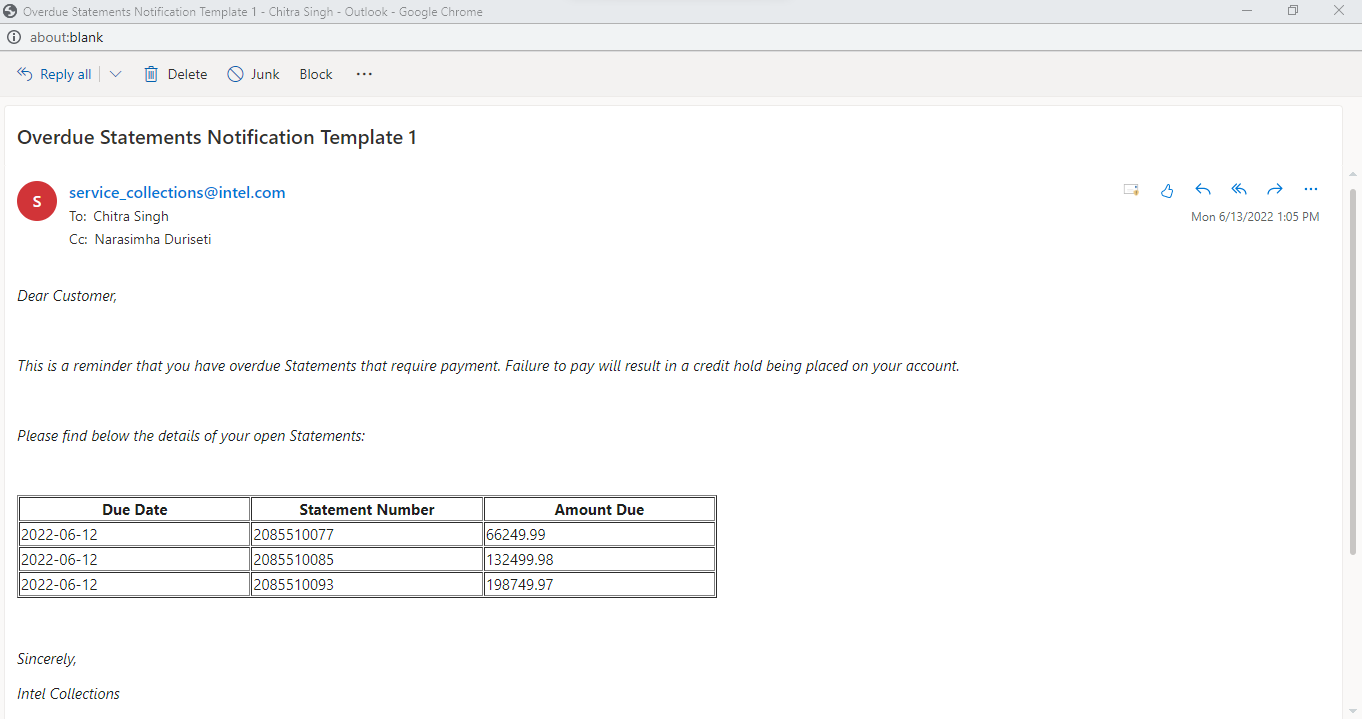 Overdue Statements Notification Template 1 - Chitra Singh - Outlook - Google Chrome
about:blank
Reply all Delete Junk Block
Overdue Statements Notification Template 1
S
service_collections@intel.com
To: Chitra Singh
Mon 6/13/2022 1:05 PM
Cc: Narasimha Duriseti
Dear Customer,
This is a reminder that you have overdue Statements that require payment. Failure to pay will result in a credit hold being placed on your account.
Please find below the details of your open Statements:
Due Date Statement Number Amount Due
2022-06-12 2085510077 66249.99
2022-06-12 2085510085 132499.98
2022-06-12 2085510093 198749.97
Sincerely,
Intel Collections